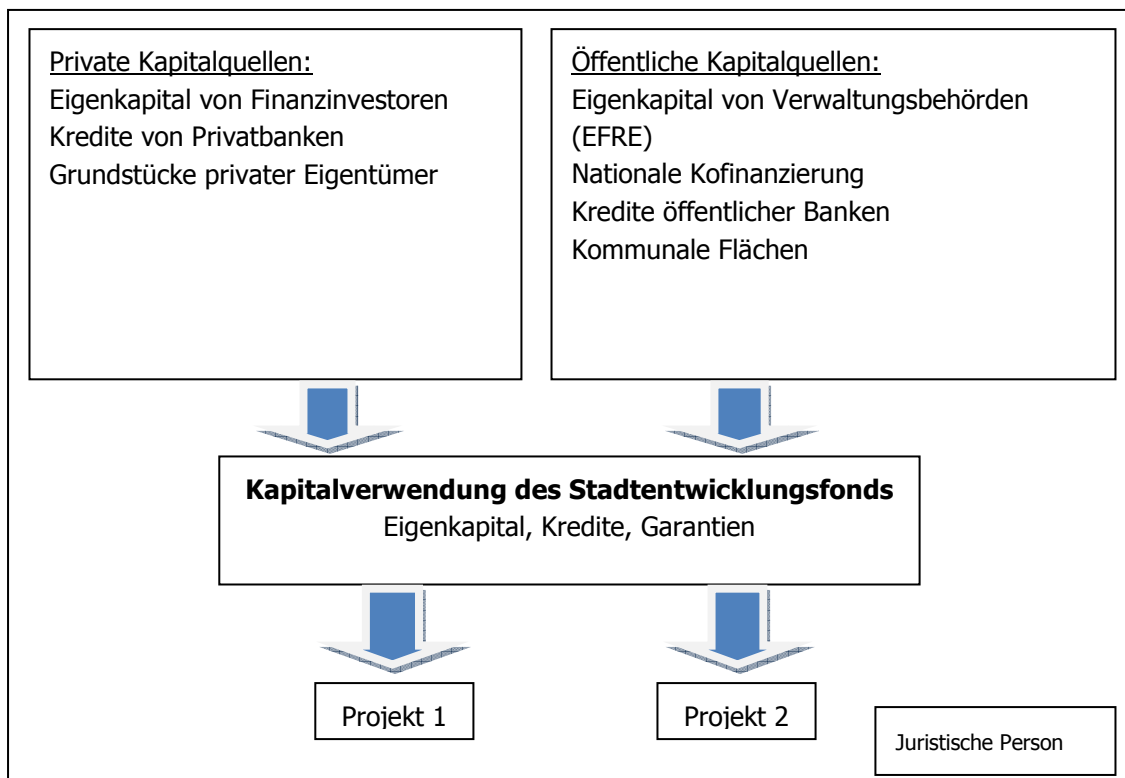 Private Kapitalquellen:
Eigenkapital von Finanzinvestoren
Kredite von Privatbanken
Grundstücke privater Eigentümer
Öffentliche Kapitalquellen:
Eigenkapital von Verwaltungsbehörden
(EFRE)
Nationale Kofinanzierung
Kredite öffentlicher Banken
Kommunale Flächen
Kapitalverwendung des Stadtentwicklungsfonds
Eigenkapital, Kredite, Garantien
Projekt 1
Projekt 2
Juristische Person